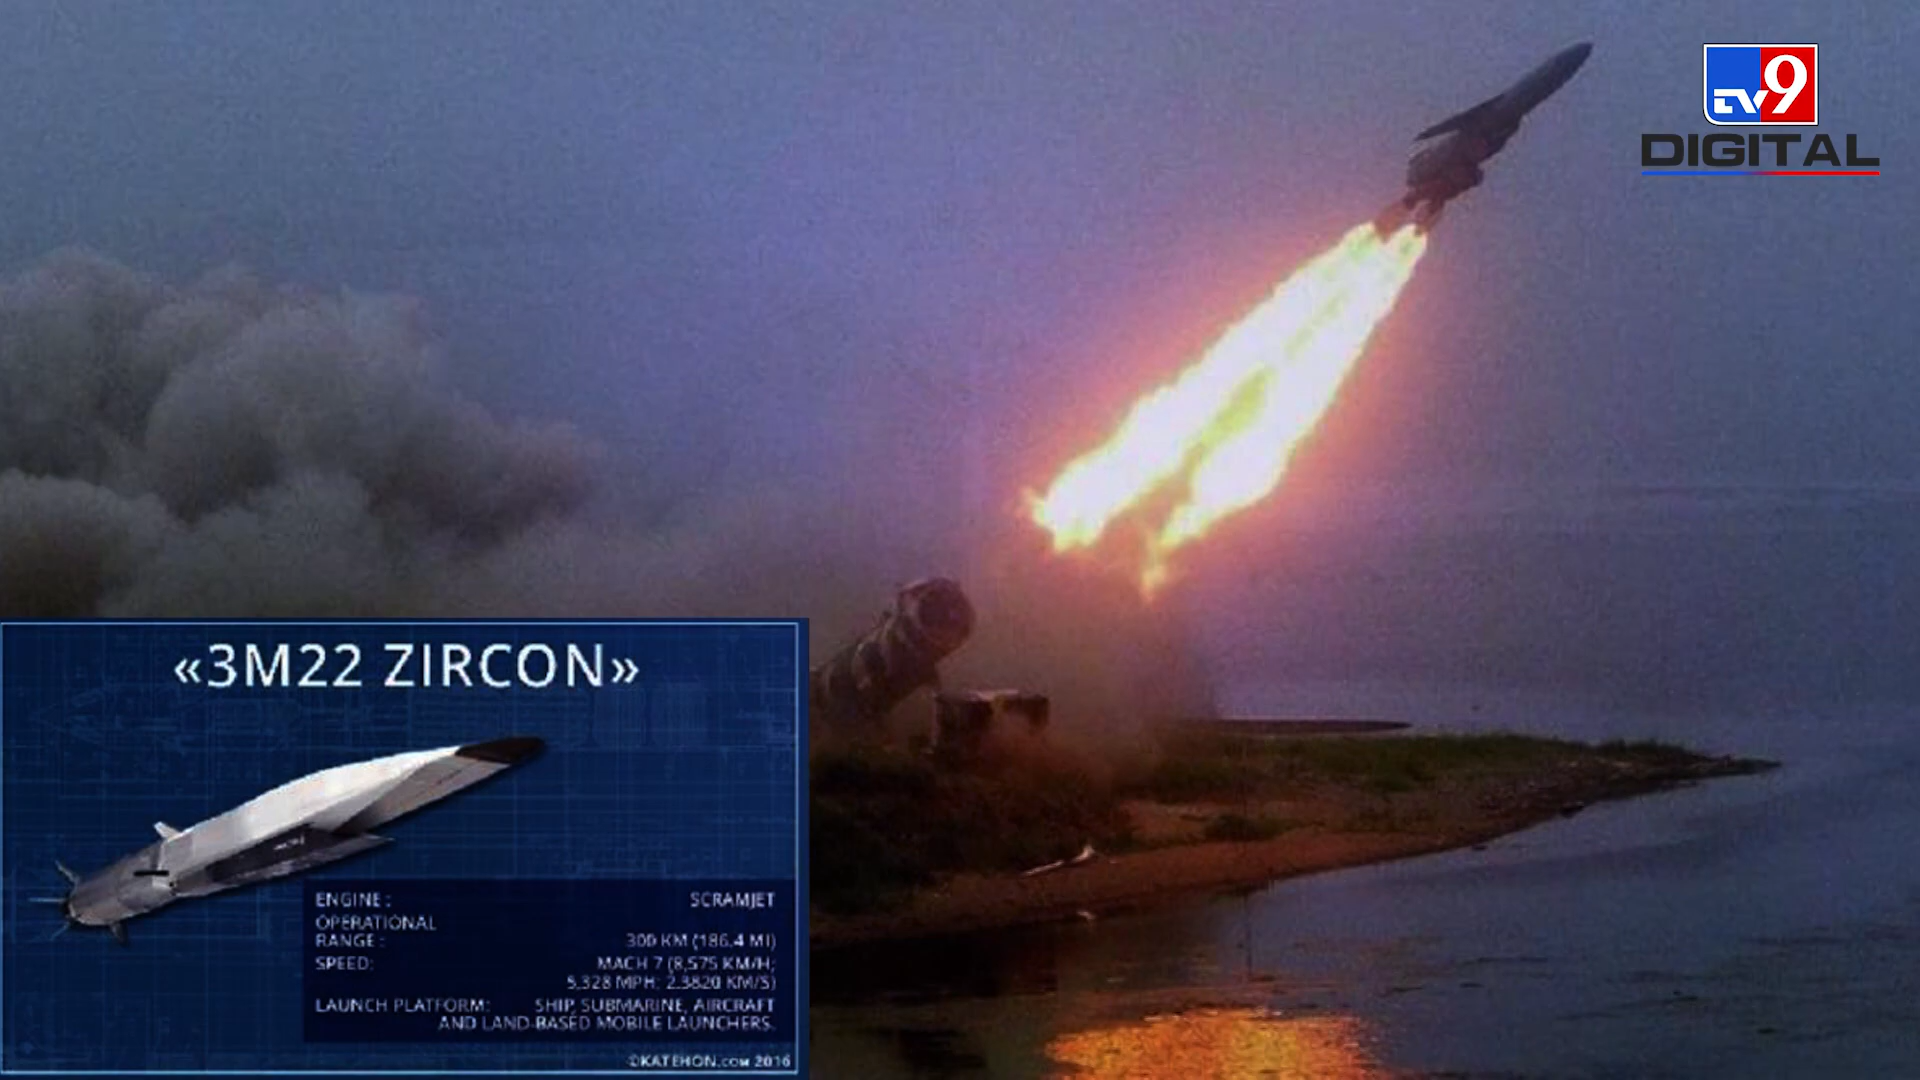 TV9
DIGITAL
«3M22 ZIRCON»
ENGINE : SCRAMJET
OPERATIONAL
RANGE : 300 KM (186.4 MI)
SPEED: MACH 7 (8,575 KM/H;
5,328 MPH; 2.3820 KM/S)
LAUNCH PLATFORM: SHIP, SUBMARINE, AIRCRAFT
AND LAND-BASED MOBILE LAUNCHERS.
©KATEHON.COM 2016